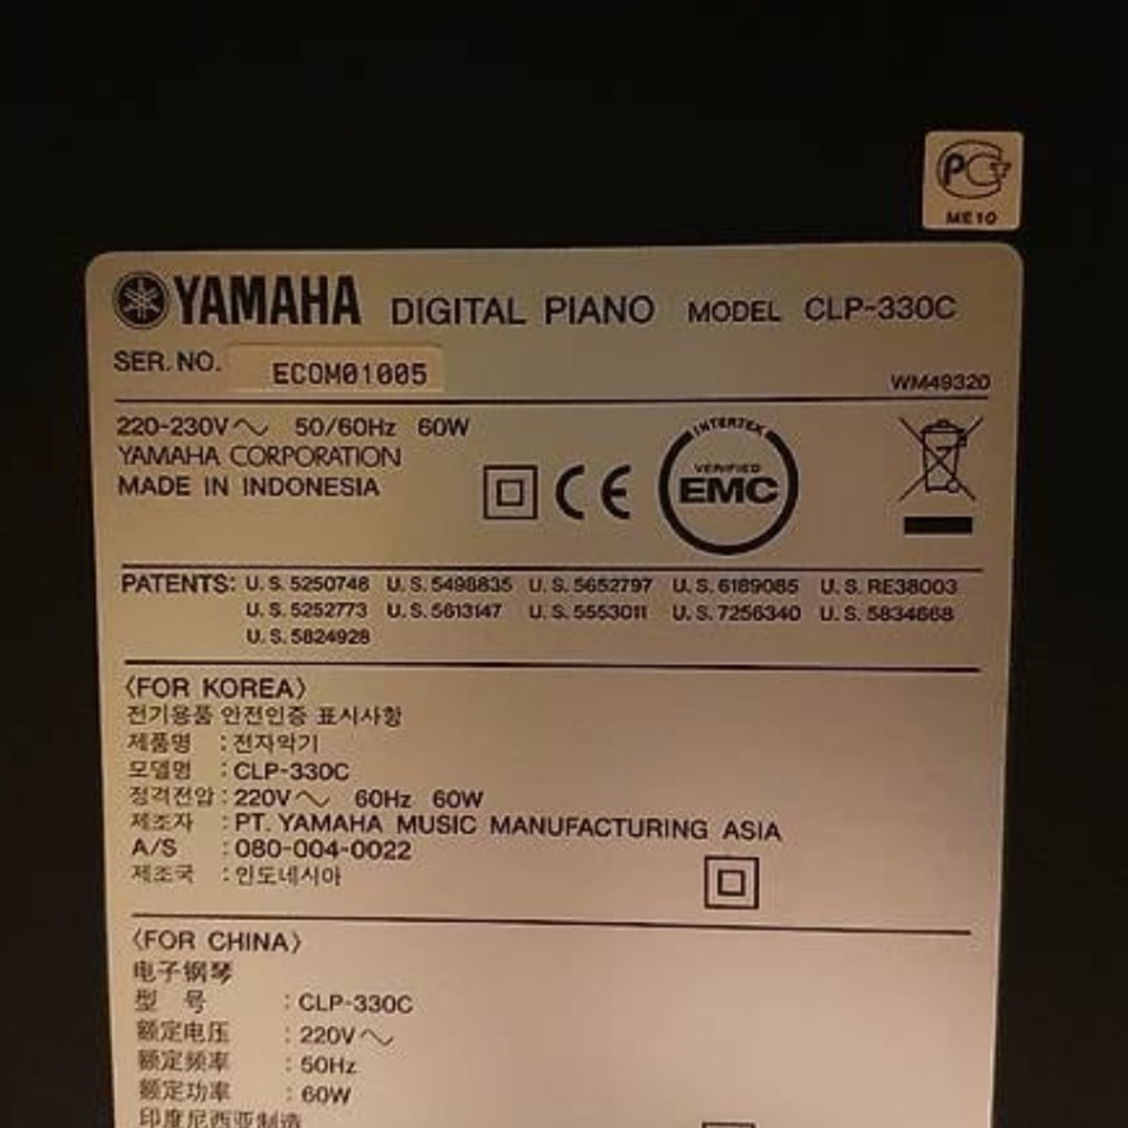 PCT
ME10
YAMAHA DIGITAL PIANO MODEL CLP-330C
SER. NO. ECOM01005
WM49320
220-230V～ 50/60Hz 60W
YAMAHA CORPORATION
MADE IN INDONESIA
CE
INTERTEK
VERIFIED
EMC
PATENTS: U.S. 5250748 U.S. 5498835 U.S. 5652797 U.S. 6189085 U.S. RE38003
U.S. 5252773 U.S. 5613147 U.S. 5553011 U.S. 7256340 U.S. 5834668
U.S. 5824928
〈FOR KOREA〉
전기용품 안전인증 표시사항
제품명 : 전자악기
모델명 : CLP-330C
정격전압 : 220V～ 60Hz 60W
제조자 : PT. YAMAHA MUSIC MANUFACTURING ASIA
A/S : 080-004-0022
제조국 : 인도네시아
〈FOR CHINA〉
电子钢琴
型 号 : CLP-330C
额定电压 : 220V～
额定频率 : 50Hz
额定功率 : 60W
印度尼西亚制造